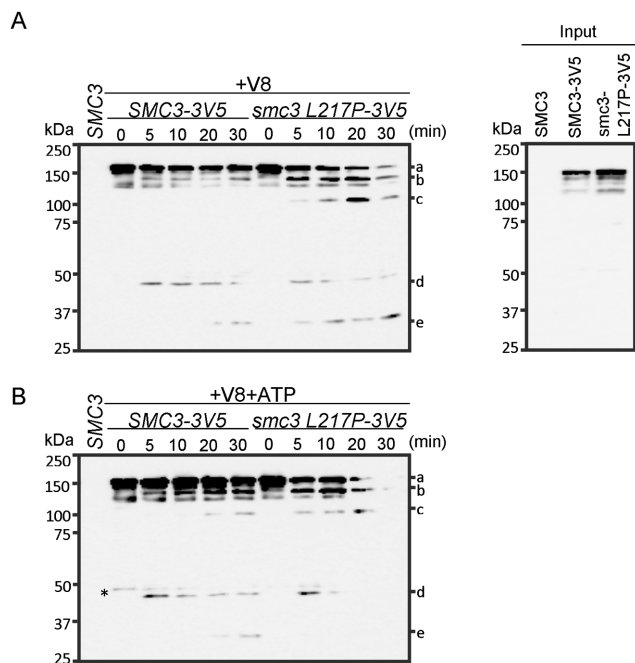 A
+V8
SMC3 SMC3-3V5 smc3 L217P-3V5
kDa 0 5 10 20 30 0 5 10 20 30 (min)
250
150
100
75
50
37
25
a
b
c
d
e
Input
SMC3 SMC3-3V5 smc3-L217P-3V5
kDa
250
150
100
75
50
37
25
B
+V8+ATP
SMC3 SMC3-3V5 smc3 L217P-3V5
kDa 0 5 10 20 30 0 5 10 20 30 (min)
250
150
100
75
50
*
37
25
a
b
c
d
e